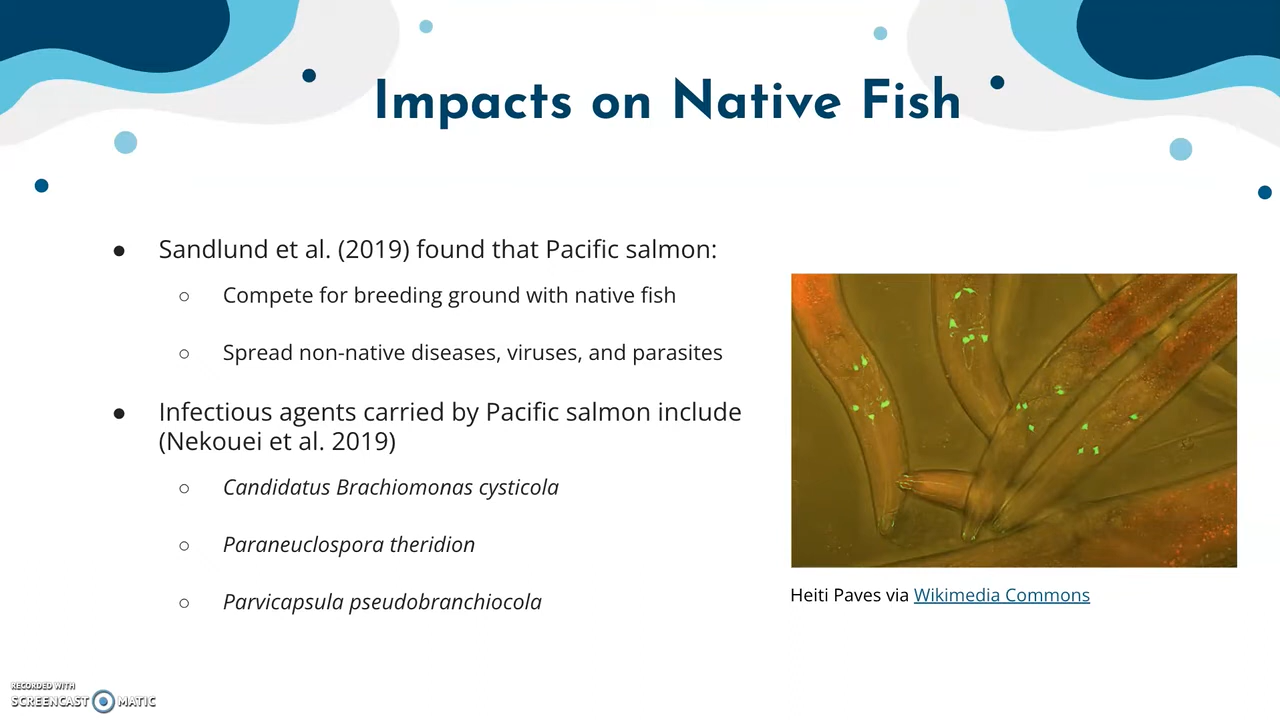 Impacts on Native Fish
● Sandlund et al. (2019) found that Pacific salmon:
○ Compete for breeding ground with native fish
○ Spread non-native diseases, viruses, and parasites
● Infectious agents carried by Pacific salmon include
(Nekouei et al. 2019)
○ Candidatus Brachiomonas cysticola
○ Paraneuclospora theridion
○ Parvicapsula pseudobranchiocola
Heiti Paves via Wikimedia Commons
RECORDED WITH
SCREENCAST MATIC